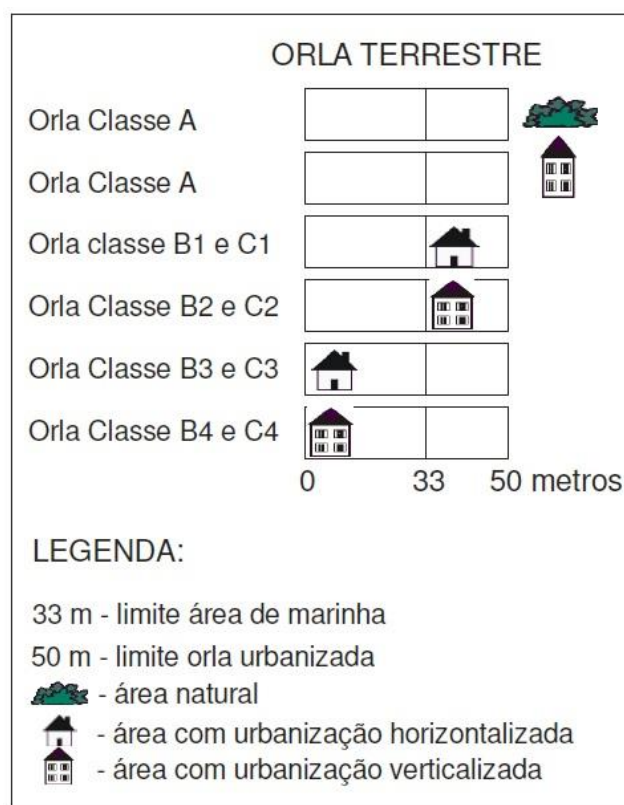 ORLA TERRESTRE
Orla Classe A
Orla Classe A
Orla classe B1 e C1
Orla Classe B2 e C2
Orla Classe B3 e C3
Orla Classe B4 e C4
0 33 50 metros
LEGENDA:
33 m - limite área de marinha
50 m - limite orla urbanizada
- área natural
- área com urbanização horizontalizada
- área com urbanização verticalizada